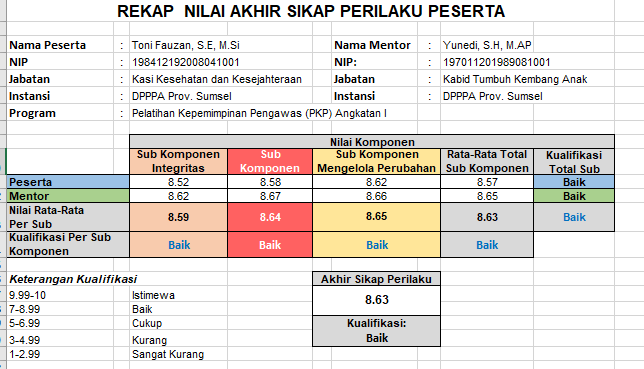 REKAP NILAI AKHIR SIKAP PERILAKU PESERTA
Nama Peserta : Toni Fauzan, S.E, M.Si Nama Mentor : Yunedi, S.H, M.AP
NIP : 198412192008041001 NIP: : 197011201989081001
Jabatan : Kasi Kesehatan dan Kesejahteraan Jabatan : Kabid Tumbuh Kembang Anak
Instansi : DPPPA Prov. Sumsel Instansi : DPPPA Prov. Sumsel
Program : Pelatihan Kepemimpinan Pengawas (PKP) Angkatan I
Nilai Komponen
Sub Komponen Sub Sub Komponen Rata-Rata Total Kualifikasi
Integritas Komponen Mengelola Perubahan Sub Komponen Total Sub
Peserta 8.52 8.58 8.62 8.57 Baik
Mentor 8.62 8.67 8.66 8.65 Baik
Nilai Rata-Rata
Per Sub 8.59 8.64 8.65 8.63 Baik
Kualifikasi Per Sub
Komponen Baik Baik Baik Baik
Keterangan Kualifikasi Akhir Sikap Perilaku
9.99-10 Istimewa 8.63
7-8.99 Baik
5-6.99 Cukup Kualifikasi:
3-4.99 Kurang Baik
1-2.99 Sangat Kurang